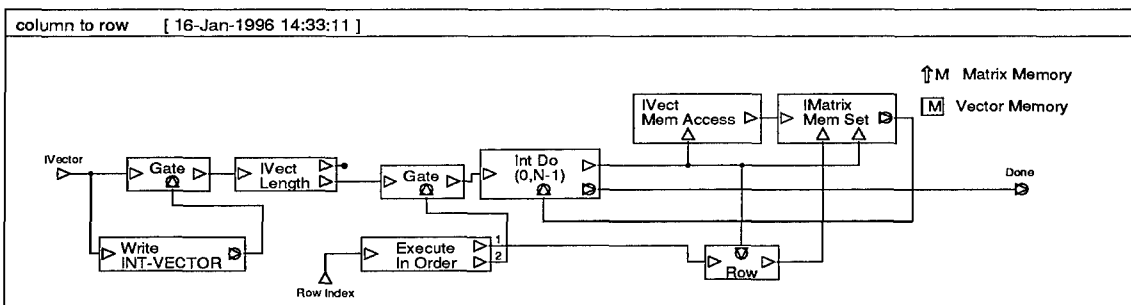 column to row [ 16-Jan-1996 14:33:11 ]
⇑M Matrix Memory
M Vector Memory
IVect
Mem Access
IMatrix
Mem Set
IVector
Gate
IVect
Length
Gate
Int Do
(0,N-1)
Done
Write
INT-VECTOR
Execute
In Order
1
2
Row
Row Index